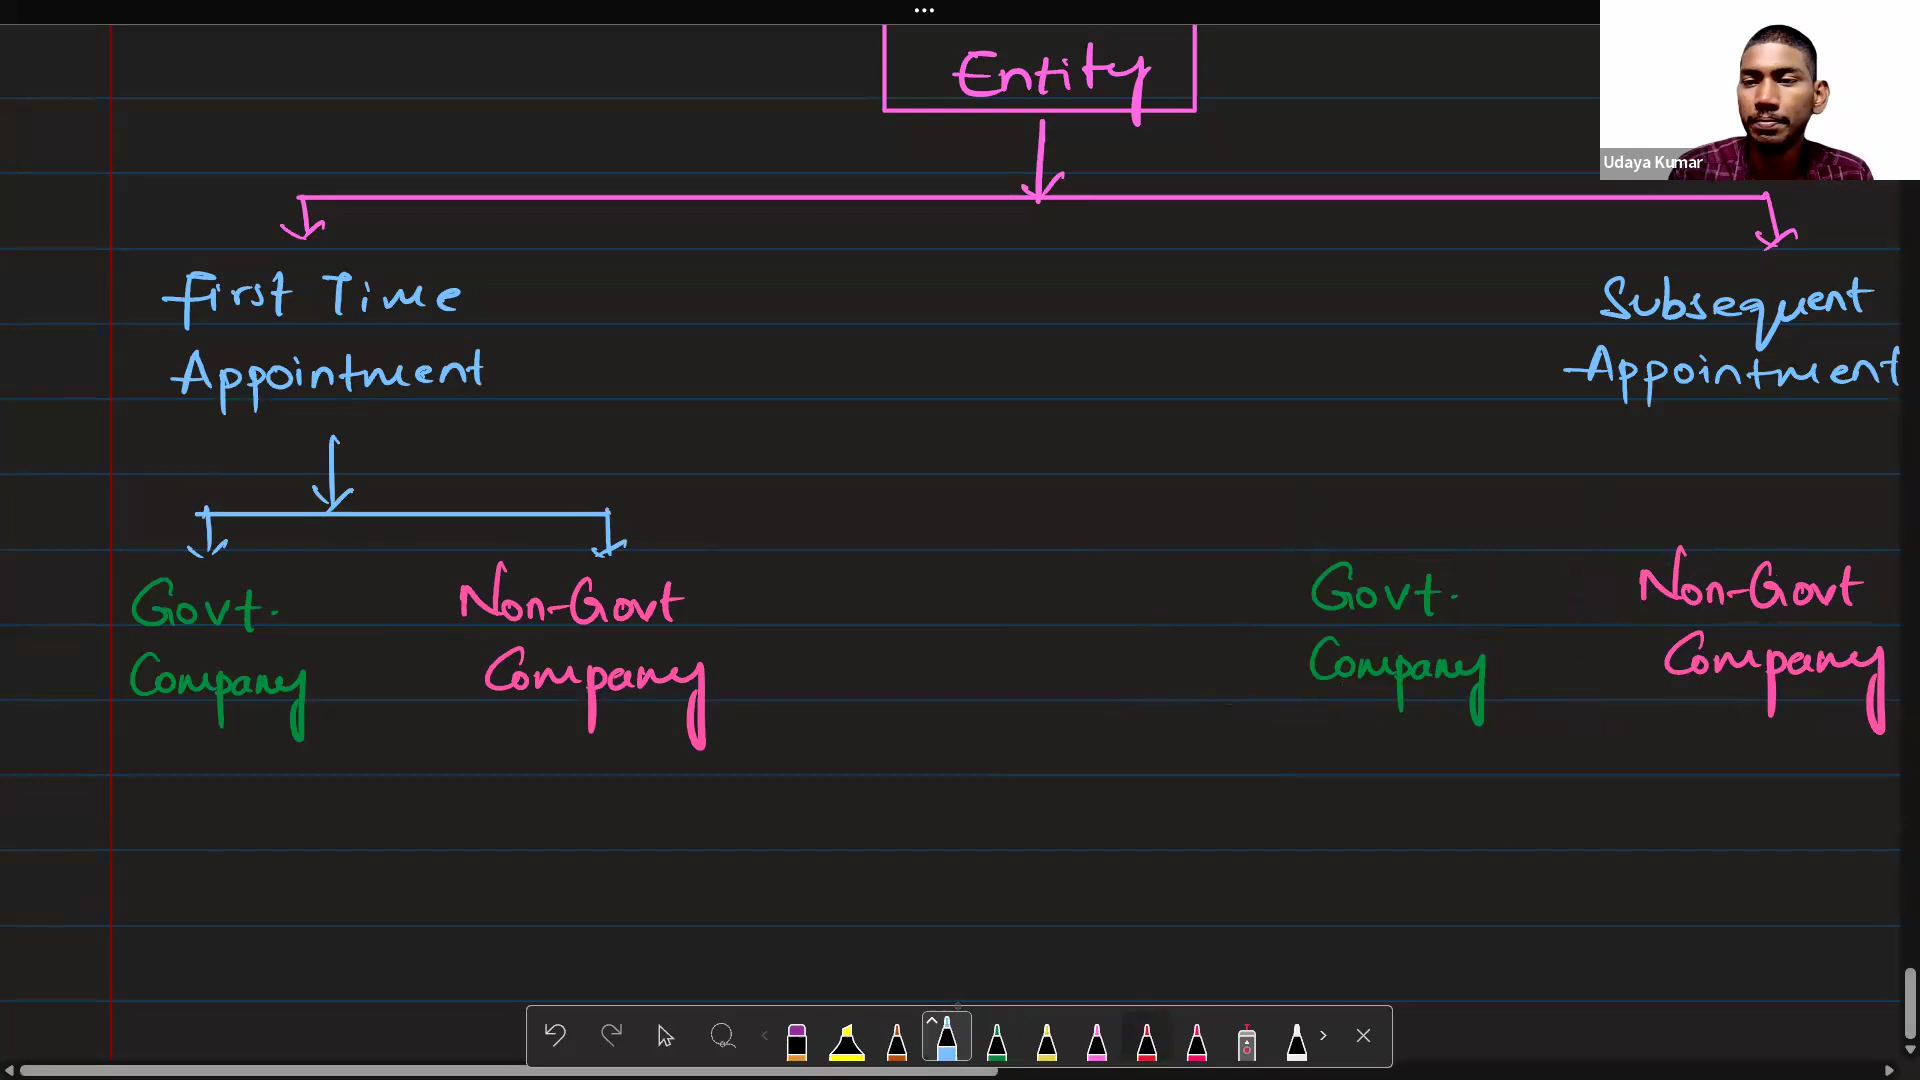 Entity
Udaya Kumar
First Time
Appointment
Subsequent
Appointment
Govt.
Company
Non-Govt
Company
Govt.
Company
Non-Govt
Company